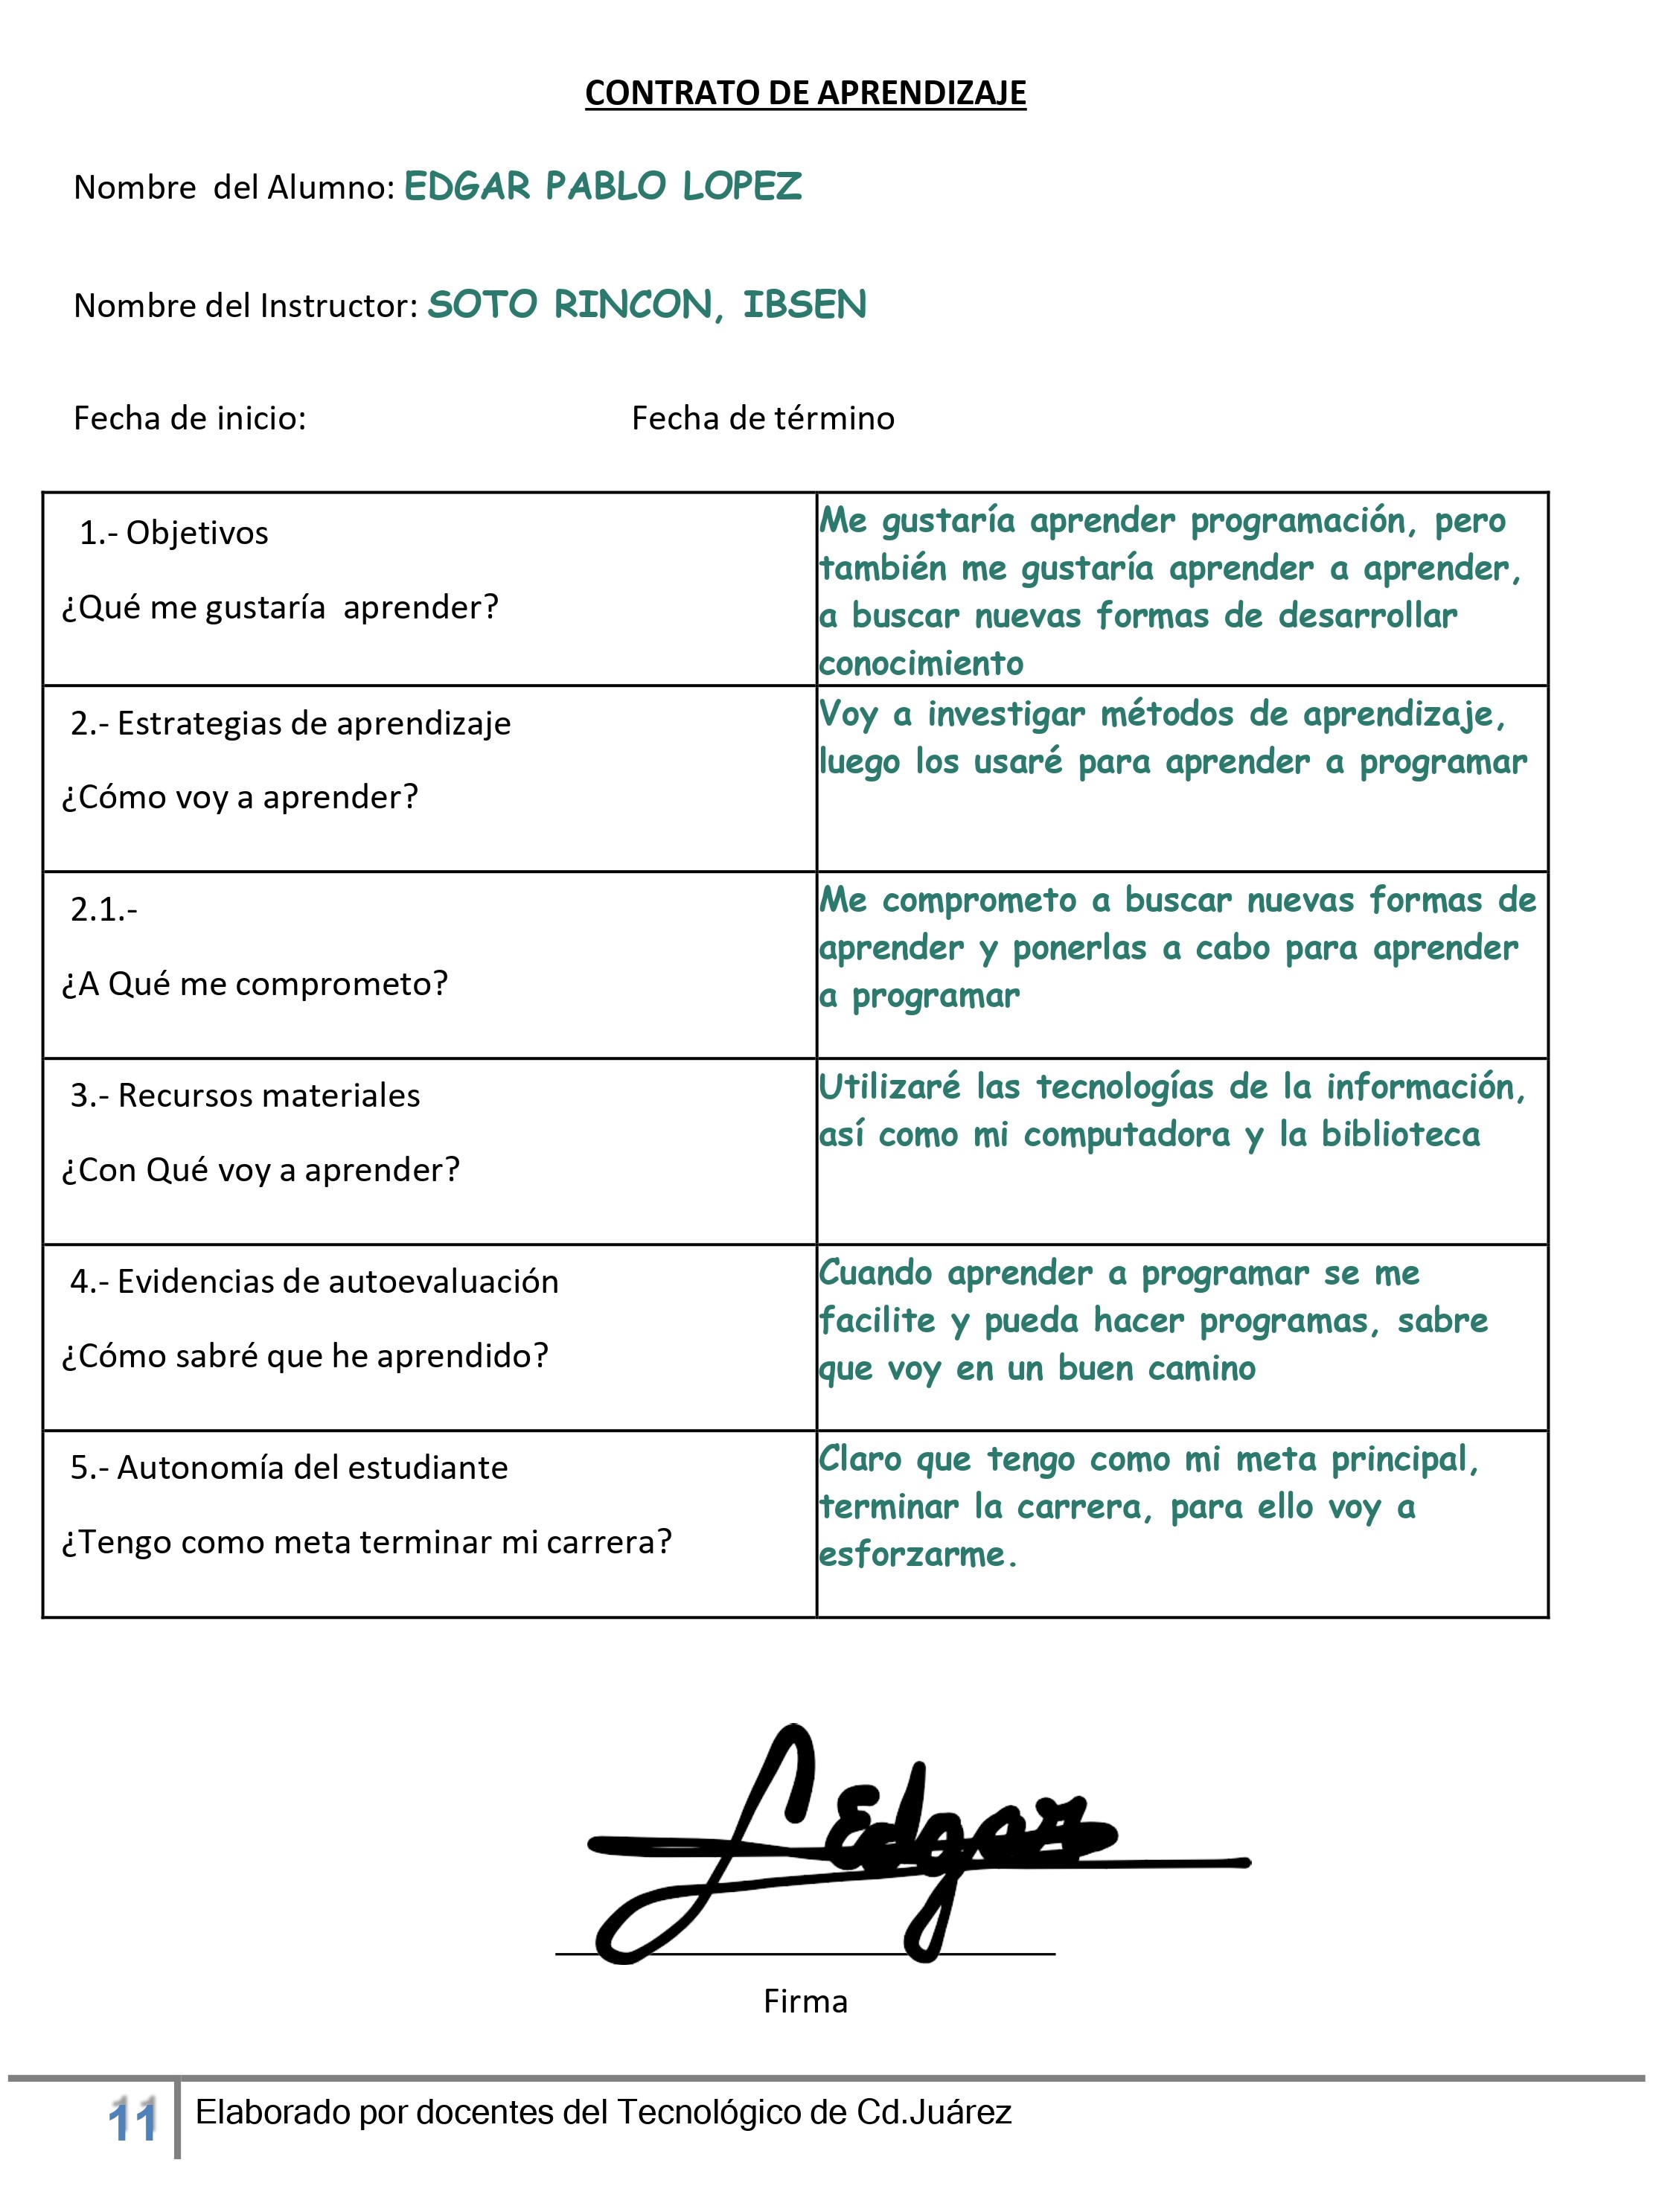 CONTRATO DE APRENDIZAJE
Nombre  del Alumno: EDGAR PABLO LOPEZ
Nombre del Instructor: SOTO RINCON, IBSEN
Fecha de inicio: Fecha de término
1.- Objetivos
¿Qué me gustaría  aprender?
Me gustaría aprender programación, pero
también me gustaría aprender a aprender,
a buscar nuevas formas de desarrollar
conocimiento
2.- Estrategias de aprendizaje
¿Cómo voy a aprender?
Voy a investigar métodos de aprendizaje,
luego los usaré para aprender a programar
2.1.-
¿A Qué me comprometo?
Me comprometo a buscar nuevas formas de
aprender y ponerlas a cabo para aprender
a programar
3.- Recursos materiales
¿Con Qué voy a aprender?
Utilizaré las tecnologías de la información,
así como mi computadora y la biblioteca
4.- Evidencias de autoevaluación
¿Cómo sabré que he aprendido?
Cuando aprender a programar se me
facilite y pueda hacer programas, sabre
que voy en un buen camino
5.- Autonomía del estudiante
¿Tengo como meta terminar mi carrera?
Claro que tengo como mi meta principal,
terminar la carrera, para ello voy a
esforzarme.
Edgar
Firma
11 Elaborado por docentes del Tecnológico de Cd.Juárez